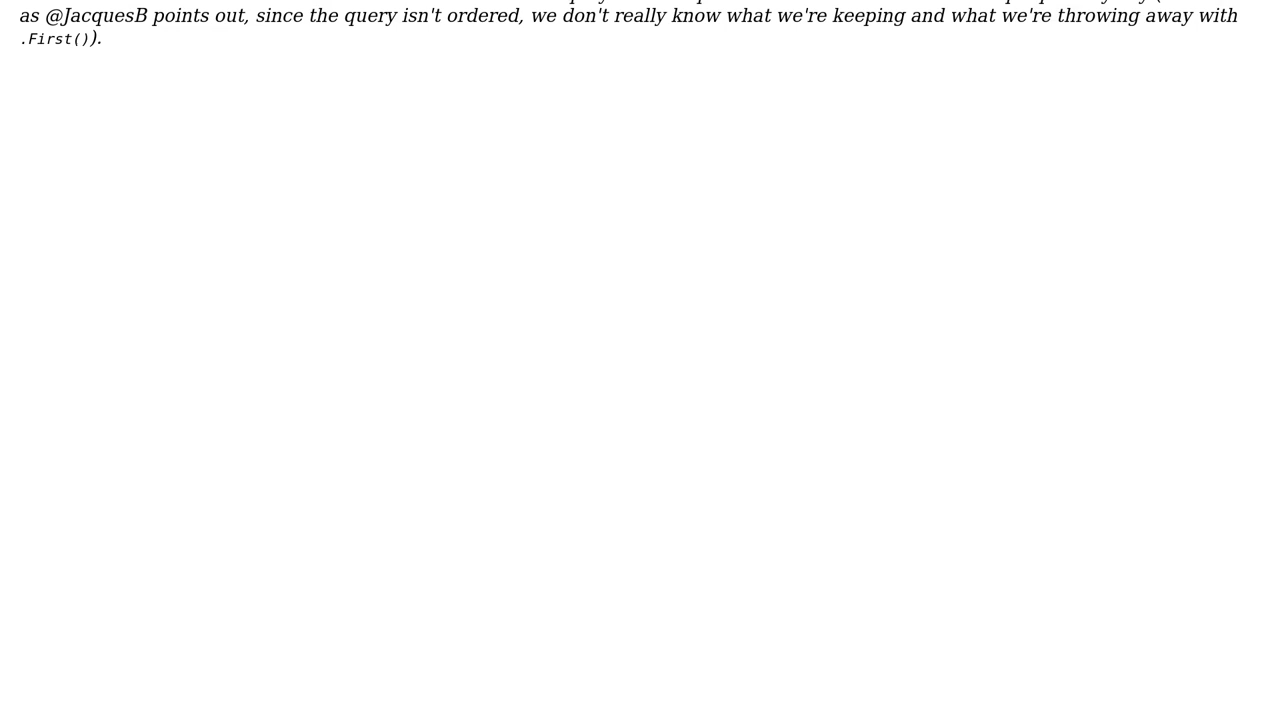 as @JacquesB points out, since the query isn't ordered, we don't really know what we're keeping and what we're throwing away with
.First()).